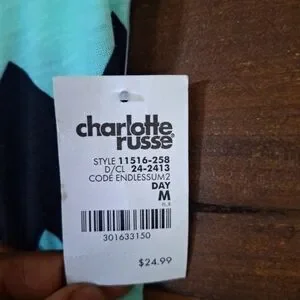 charlotte
russe
STYLE 11516-258
D/CL 24-2413
CODE ENDLESSUM2
DAY
M
301633150
$24.99